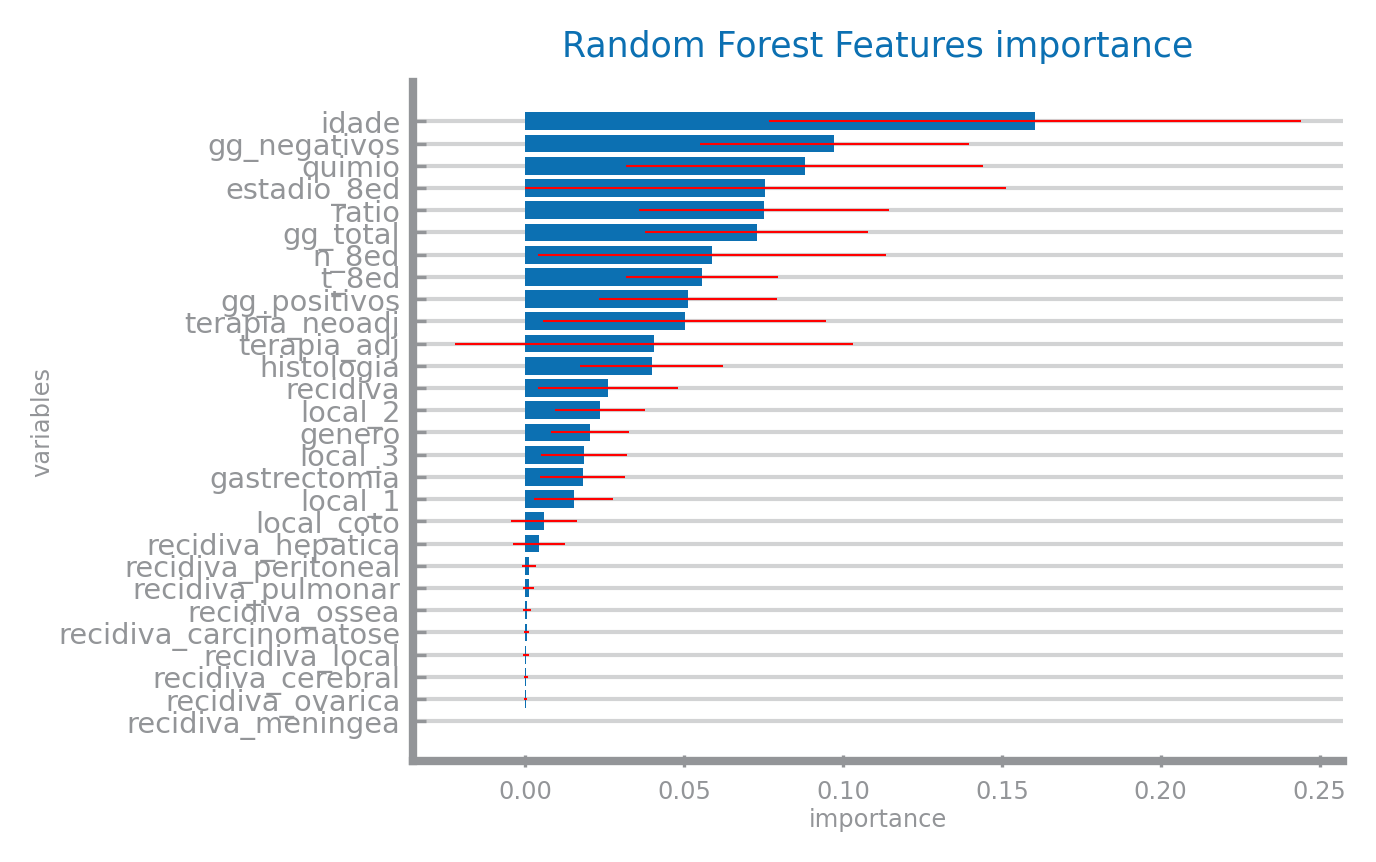 Random Forest Features importance
idade
gg_negativos
quimio
estadio_8ed
ratio
gg_total
n_8ed
t_8ed
gg_positivos
terapia_neoadj
terapia_adj
histologia
recidiva
local_2
genero
local_3
gastrectomia
local_1
local_coto
recidiva_hepatica
recidiva_peritoneal
recidiva_pulmonar
recidiva_ossea
recidiva_carcinomatose
recidiva_local
recidiva_cerebral
recidiva_ovarica
recidiva_meningea
variables
0.00 0.05 0.10 0.15 0.20 0.25
importance